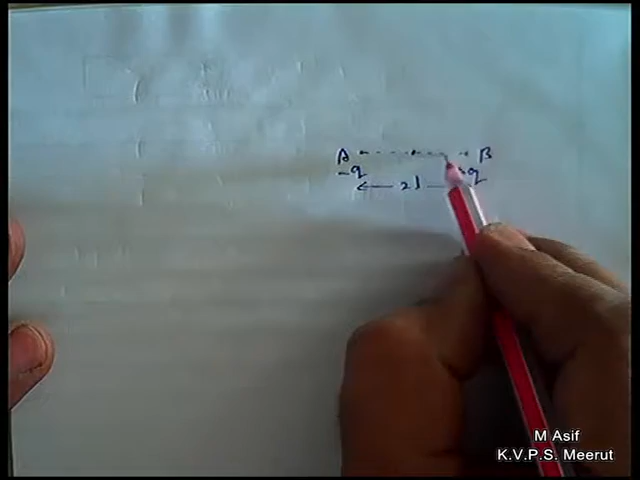 A B
-q +q
2l
M Asif
K.V.P.S. Meerut